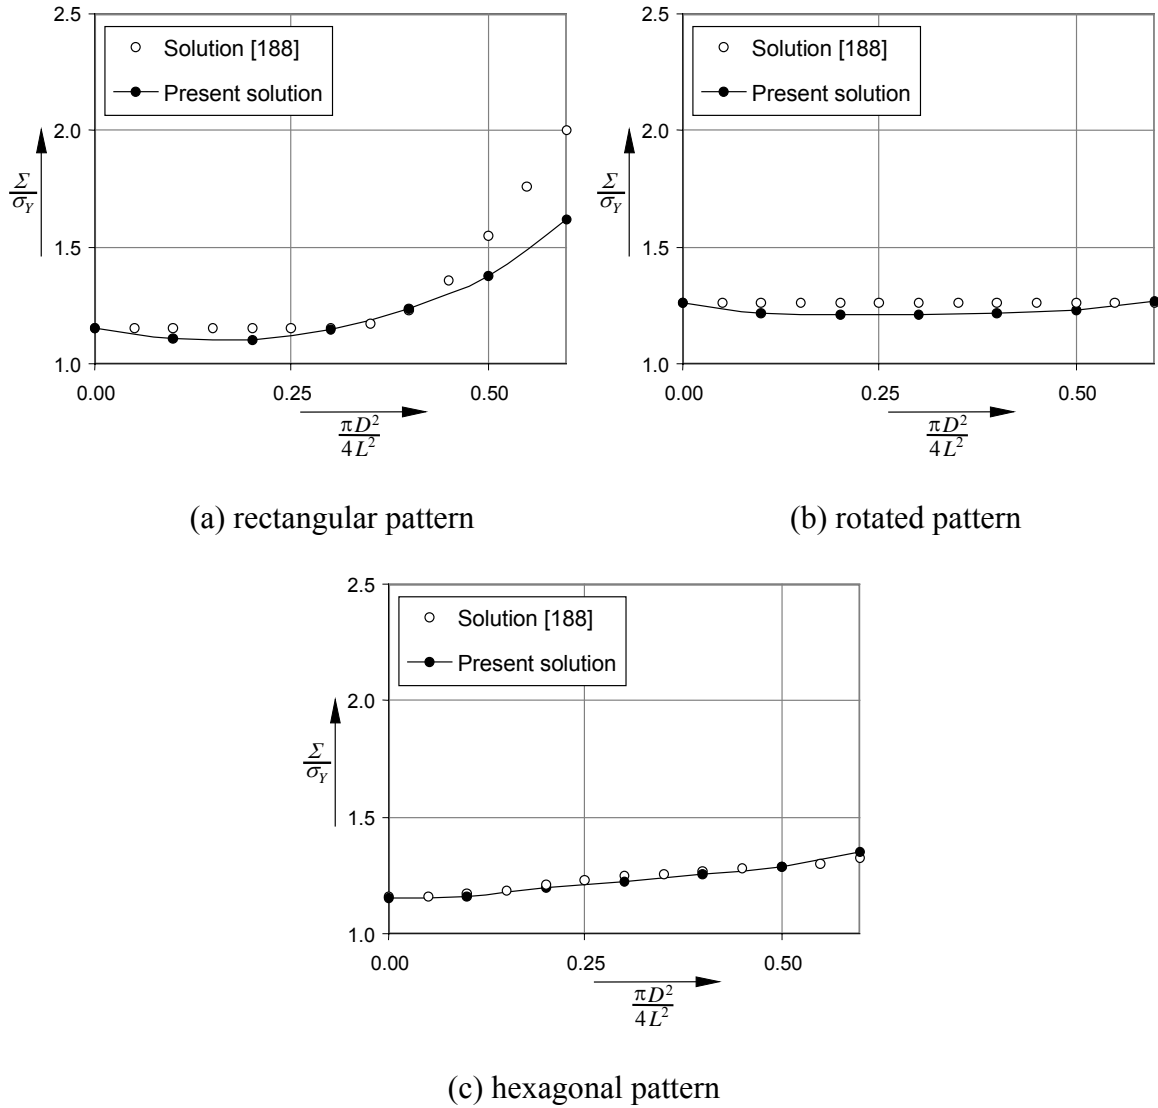 2.5
Solution [188]
Present solution
2.0
Σ
σY
1.5
1.0
0.00 0.25 0.50
πD²
4L²
(a) rectangular pattern
2.5
Solution [188]
Present solution
2.0
Σ
σY
1.5
1.0
0.00 0.25 0.50
πD²
4L²
(b) rotated pattern
2.5
Solution [188]
Present solution
2.0
Σ
σY
1.5
1.0
0.00 0.25 0.50
πD²
4L²
(c) hexagonal pattern